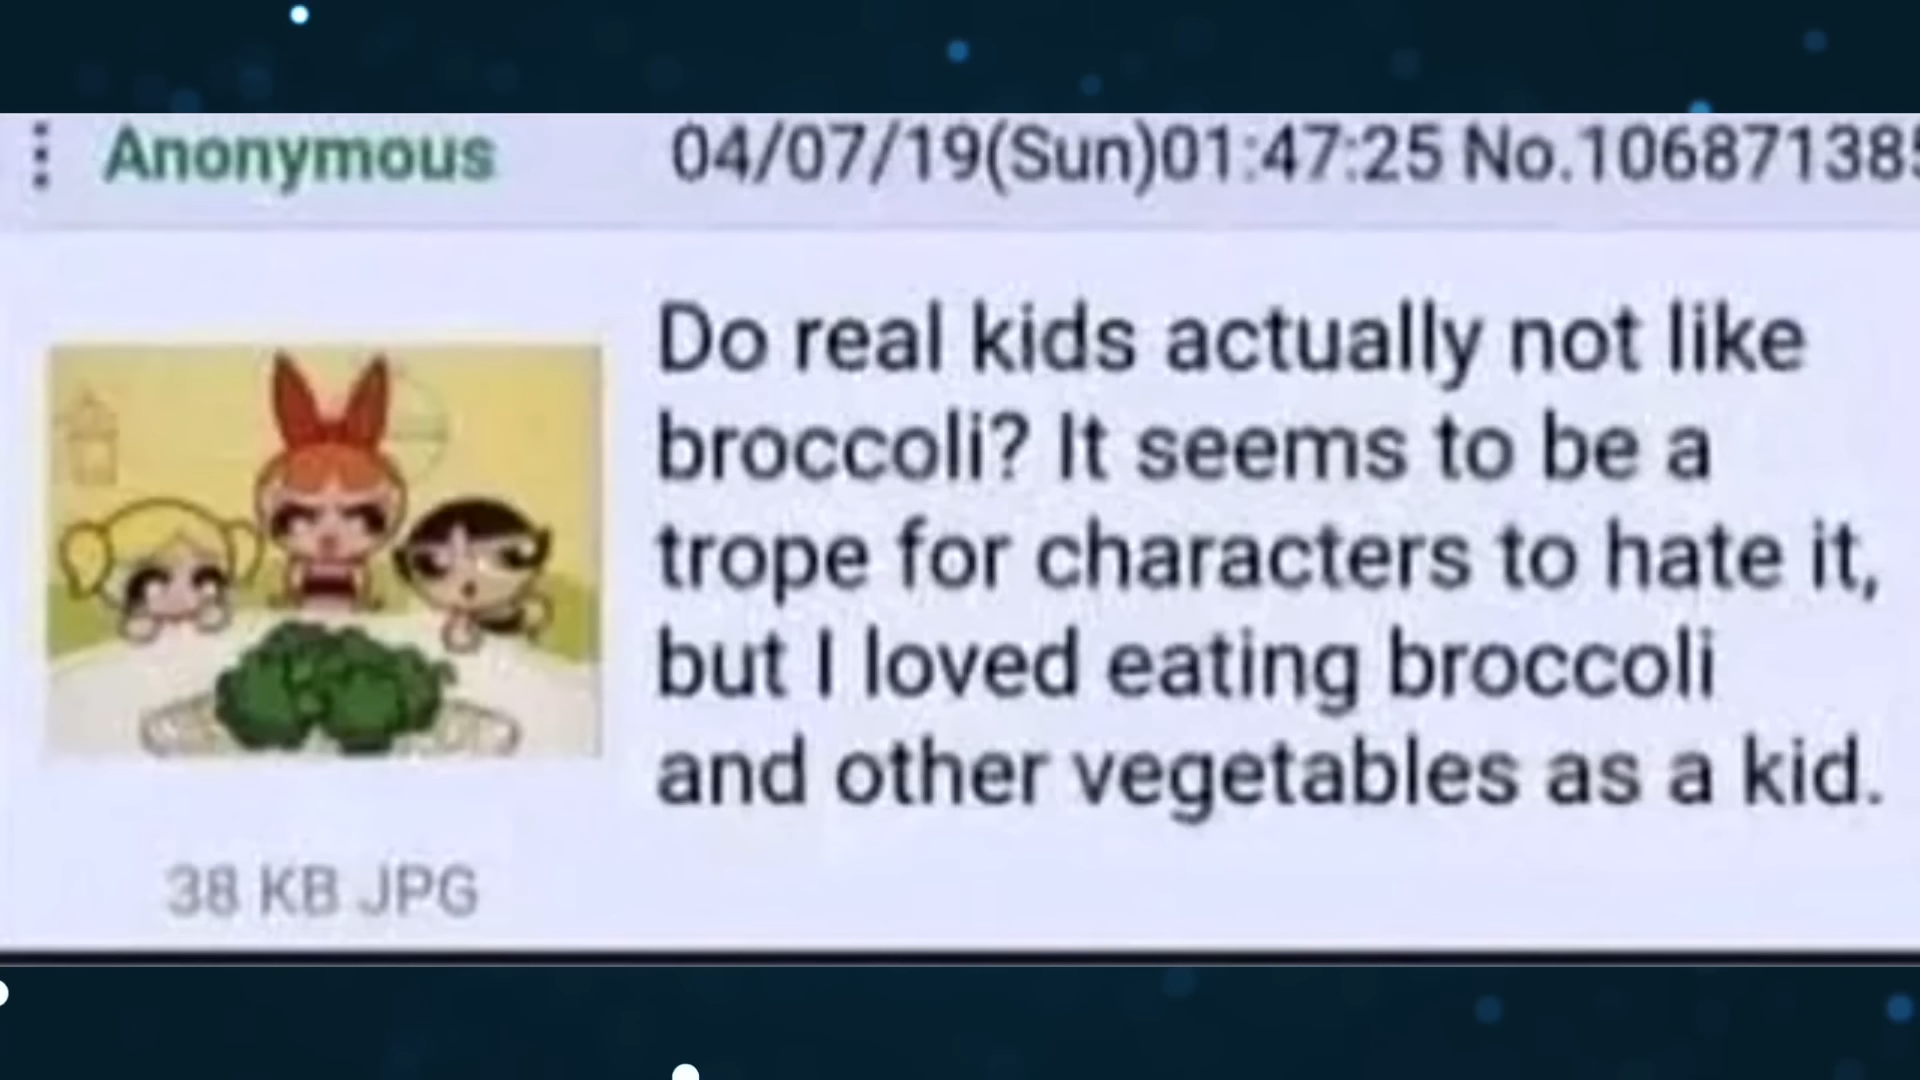 Anonymous 04/07/19(Sun)01:47:25 No.106871385
Do real kids actually not like
broccoli? It seems to be a
trope for characters to hate it,
but I loved eating broccoli
and other vegetables as a kid.
38 KB JPG